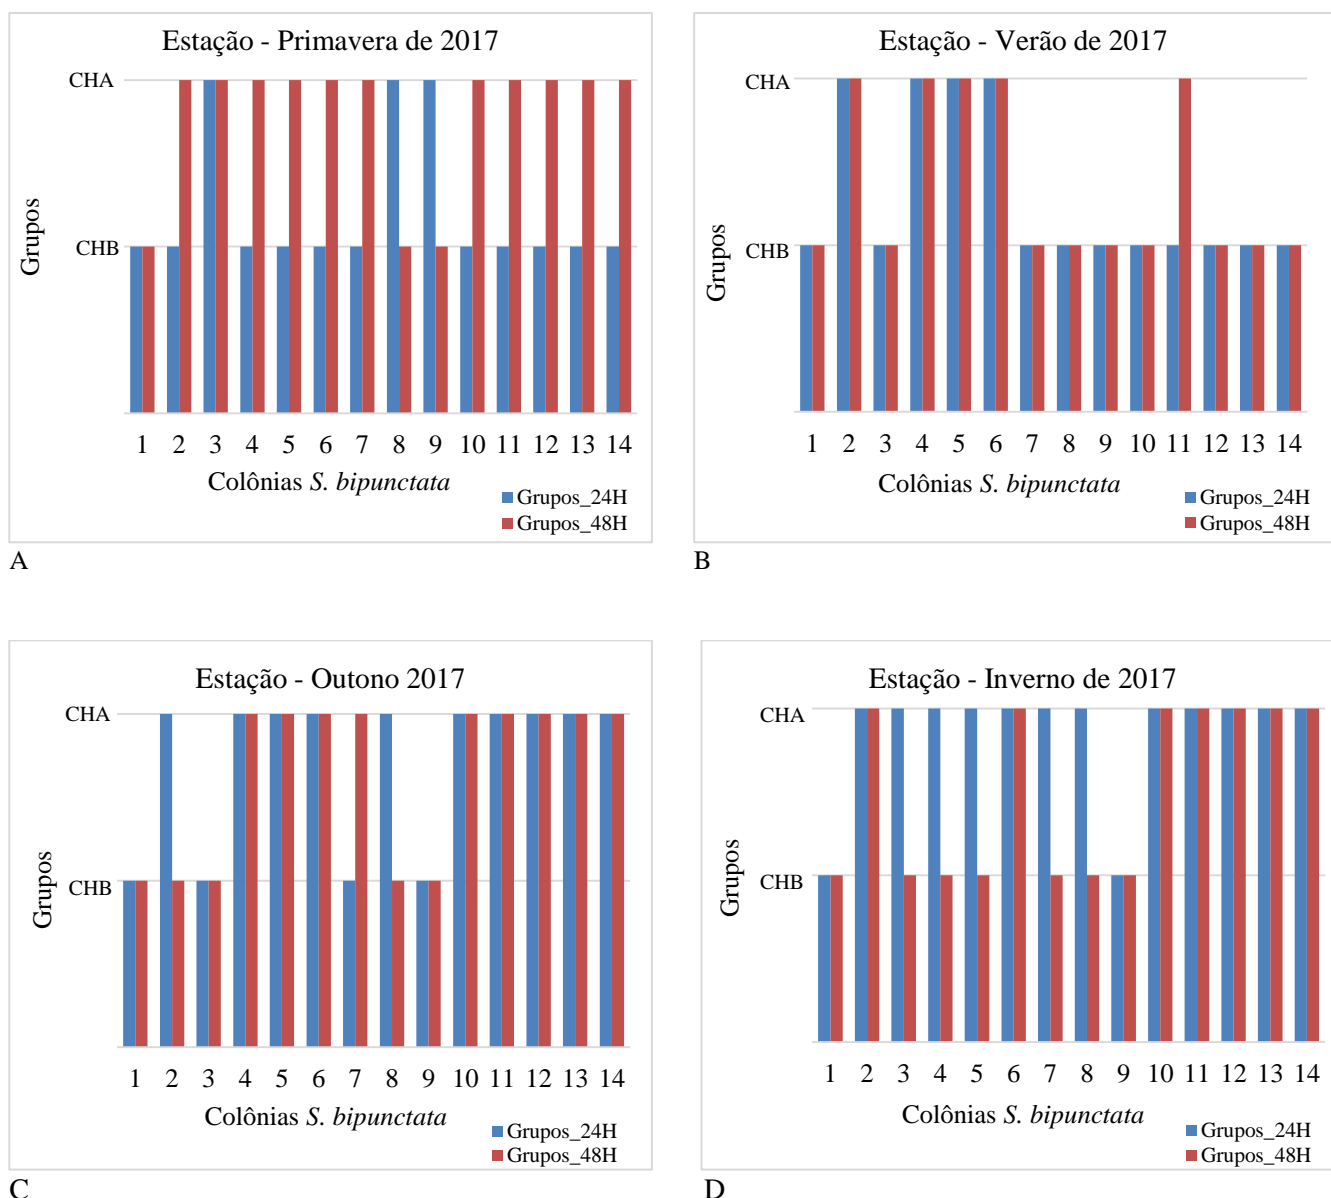 Estação - Primavera de 2017
CHA
CHB
Grupos
1 2 3 4 5 6 7 8 9 10 11 12 13 14
Colônias S. bipunctata
Grupos_24H
Grupos_48H
A
Estação - Verão de 2017
CHA
CHB
Grupos
1 2 3 4 5 6 7 8 9 10 11 12 13 14
Colônias S. bipunctata
Grupos_24H
Grupos_48H
B
Estação - Outono 2017
CHA
CHB
Grupos
1 2 3 4 5 6 7 8 9 10 11 12 13 14
Colônias S. bipunctata
Grupos_24H
Grupos_48H
C
Estação - Inverno de 2017
CHA
CHB
Grupos
1 2 3 4 5 6 7 8 9 10 11 12 13 14
Colônias S. bipunctata
Grupos_24H
Grupos_48H
D